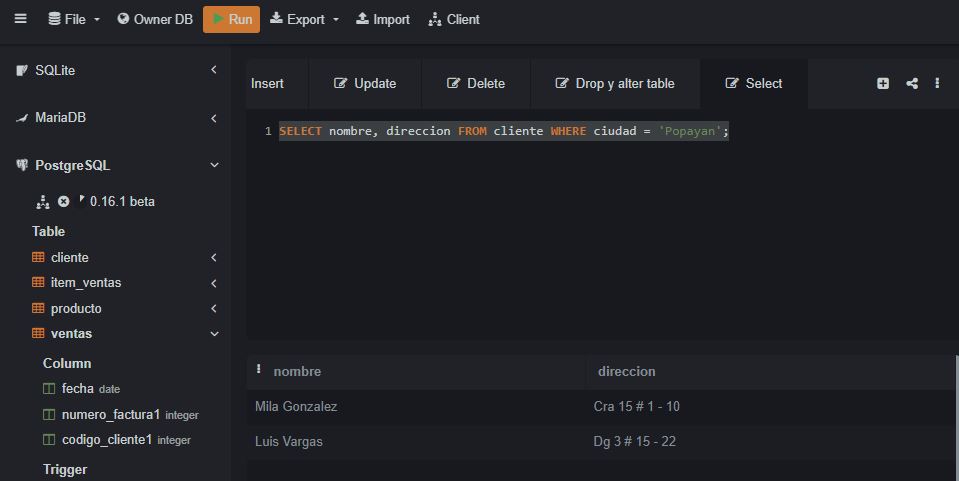 File Owner DB Run Export Import Client
SQLite
MariaDB
PostgreSQL
0.16.1 beta
Table
cliente
item_ventas
producto
ventas
Column
fecha date
numero_factura1 integer
codigo_cliente1 integer
Trigger
Insert Update Delete Drop y alter table Select
1 SELECT nombre, direccion FROM cliente WHERE ciudad = 'Popayan';
nombre direccion
Mila Gonzalez Cra 15 # 1 - 10
Luis Vargas Dg 3 # 15 - 22